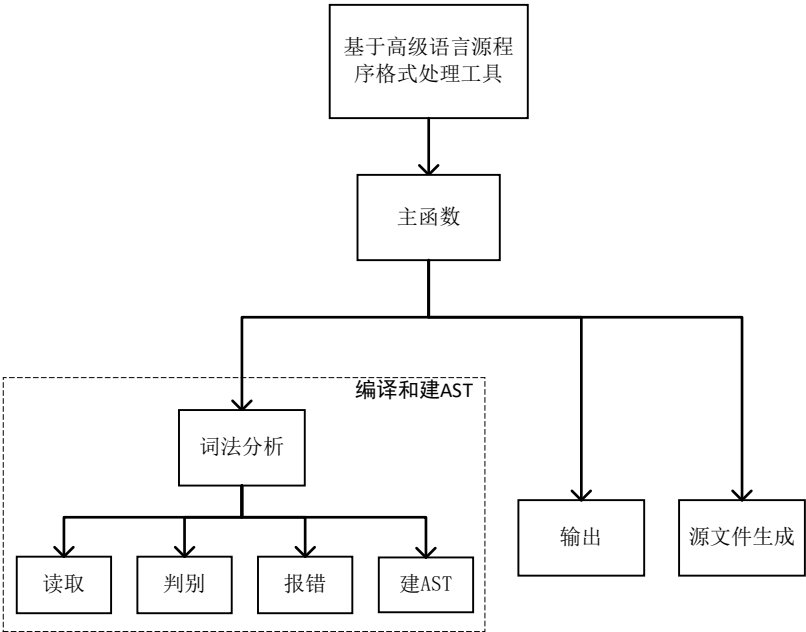 基于高级语言源程
序格式处理工具
主函数
编译和建AST
词法分析
输出
源文件生成
读取
判别
报错
建AST